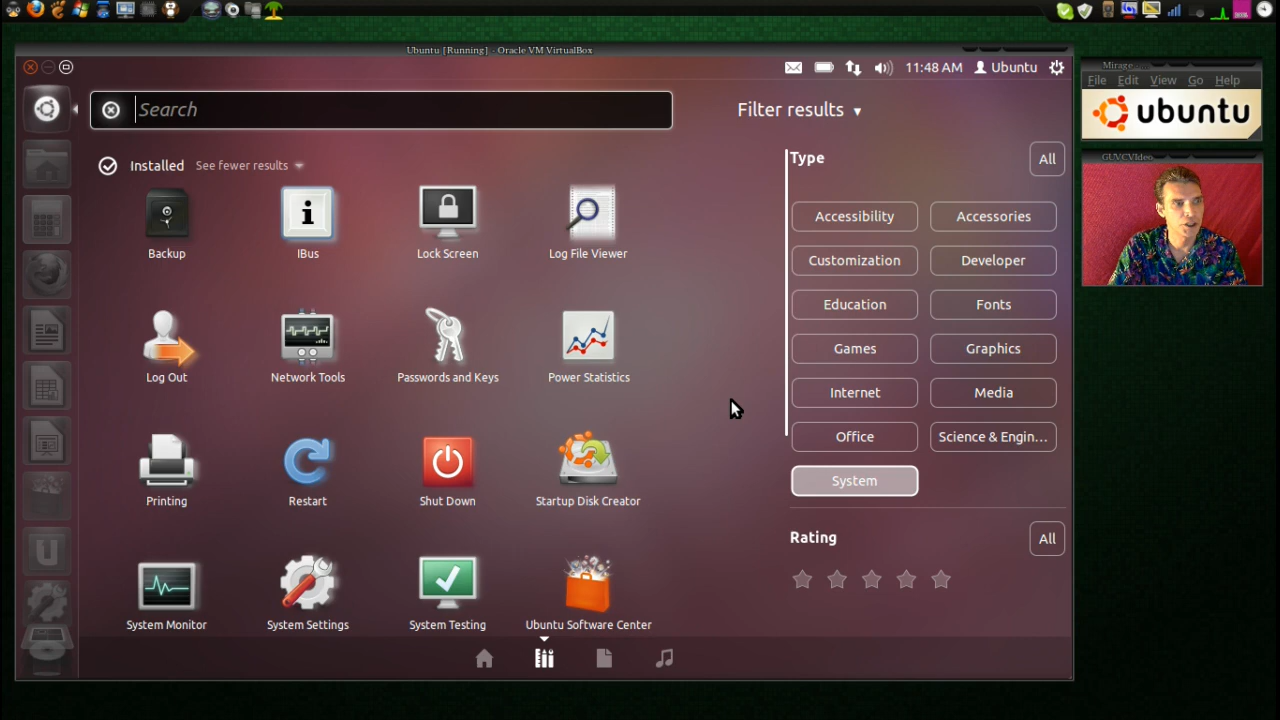 Ubuntu [Running] - Oracle VM VirtualBox
11:48 AM Ubuntu
Search
Filter results
Installed See fewer results
Backup IBus Lock Screen Log File Viewer
Log Out Network Tools Passwords and Keys Power Statistics
Printing Restart Shut Down Startup Disk Creator
System Monitor System Settings System Testing Ubuntu Software Center
Type All
Accessibility Accessories
Customization Developer
Education Fonts
Games Graphics
Internet Media
Office Science & Engin...
System
Rating All
Mirage
File Edit View Go Help
ubuntu
GUVCVideo